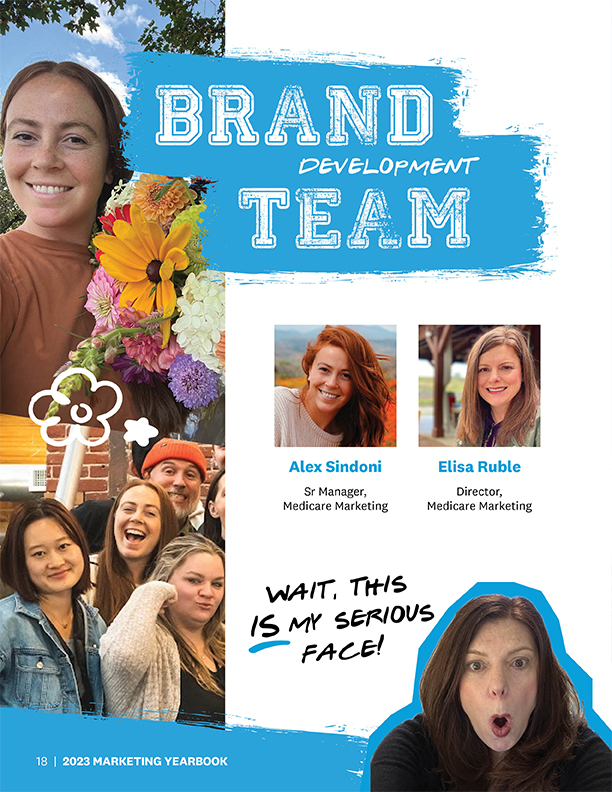 BRAND
DEVELOPMENT
TEAM
Alex Sindoni
Sr Manager,
Medicare Marketing
Elisa Ruble
Director,
Medicare Marketing
WAIT, THIS
IS MY SERIOUS
FACE!
18 | 2023 MARKETING YEARBOOK